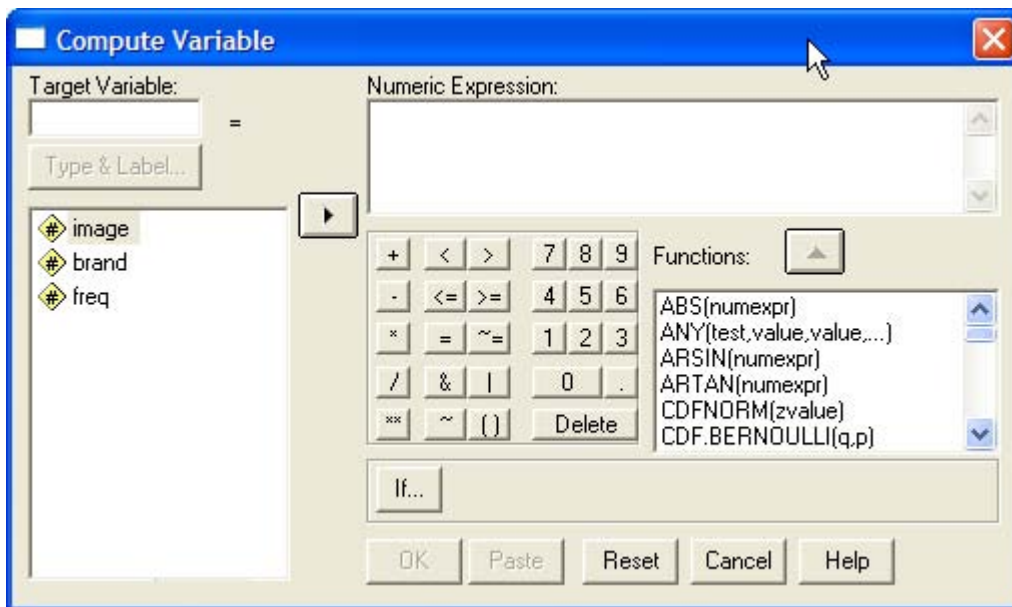 Compute Variable
Target Variable:
=
Type & Label...
image
brand
freq
Numeric Expression:
+ < > 7 8 9
- <= >= 4 5 6
* = ~= 1 2 3
/ & | 0 .
** ~ ( ) Delete
Functions:
ABS(numexpr)
ANY(test,value,value,...)
ARSIN(numexpr)
ARTAN(numexpr)
CDFNORM(zvalue)
CDF.BERNOULLI(q,p)
If...
OK Paste Reset Cancel Help